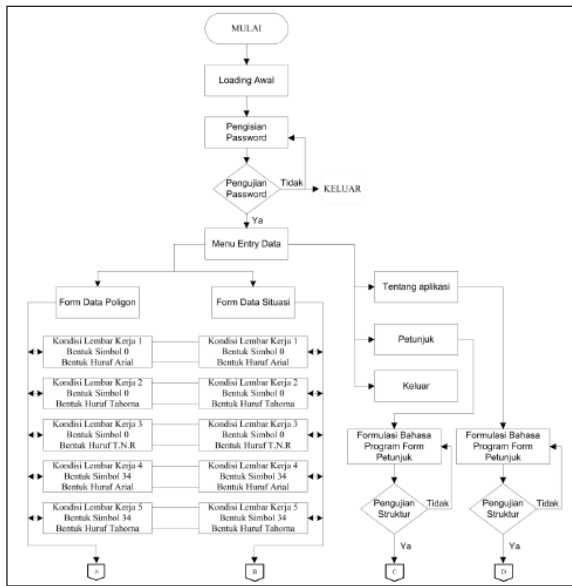 MULAI
Loading Awal
Pengisian
Password
Pengujian
Password
Tidak
KELUAR
Ya
Menu Entry Data
Form Data Poligon
Form Data Situasi
Tentang aplikasi
Petunjuk
Keluar
Kondisi Lembar Kerja 1
Bentuk Simbol 0
Bentuk Huruf Arial
Kondisi Lembar Kerja 1
Bentuk Simbol 0
Bentuk Huruf Arial
Kondisi Lembar Kerja 2
Bentuk Simbol 0
Bentuk Huruf Tahoma
Kondisi Lembar Kerja 2
Bentuk Simbol 0
Bentuk Huruf Tahoma
Kondisi Lembar Kerja 3
Bentuk Simbol 0
Bentuk Huruf T.N.R
Kondisi Lembar Kerja 3
Bentuk Simbol 0
Bentuk Huruf T.N.R
Kondisi Lembar Kerja 4
Bentuk Simbol 34
Bentuk Huruf Arial
Kondisi Lembar Kerja 4
Bentuk Simbol 34
Bentuk Huruf Arial
Kondisi Lembar Kerja 5
Bentuk Simbol 34
Bentuk Huruf Tahoma
Kondisi Lembar Kerja 5
Bentuk Simbol 34
Bentuk Huruf Tahoma
Formulasi Bahasa
Program Form
Petunjuk
Formulasi Bahasa
Program Form
Petunjuk
Pengujian
Struktur
Tidak
Pengujian
Struktur
Tidak
Ya
Ya
A
B
C
D